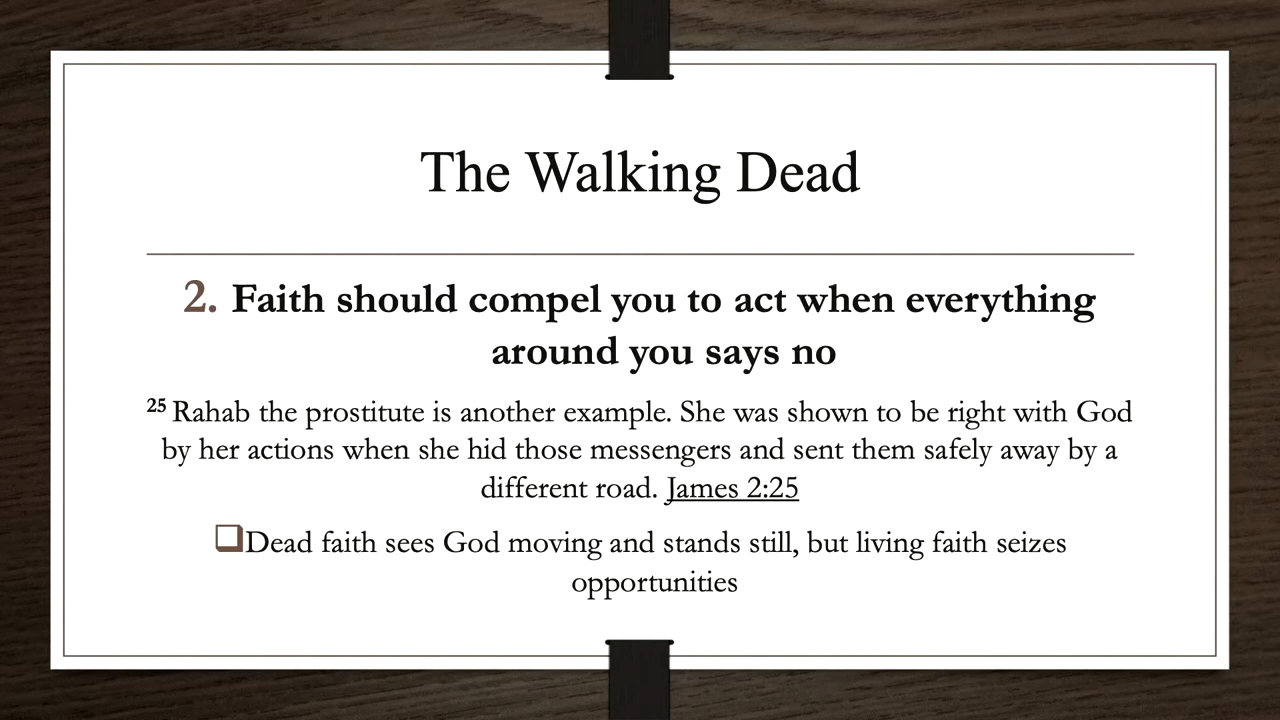 The Walking Dead
2. Faith should compel you to act when everything
around you says no
25 Rahab the prostitute is another example. She was shown to be right with God
by her actions when she hid those messengers and sent them safely away by a
different road. James 2:25
❑Dead faith sees God moving and stands still, but living faith seizes
opportunities